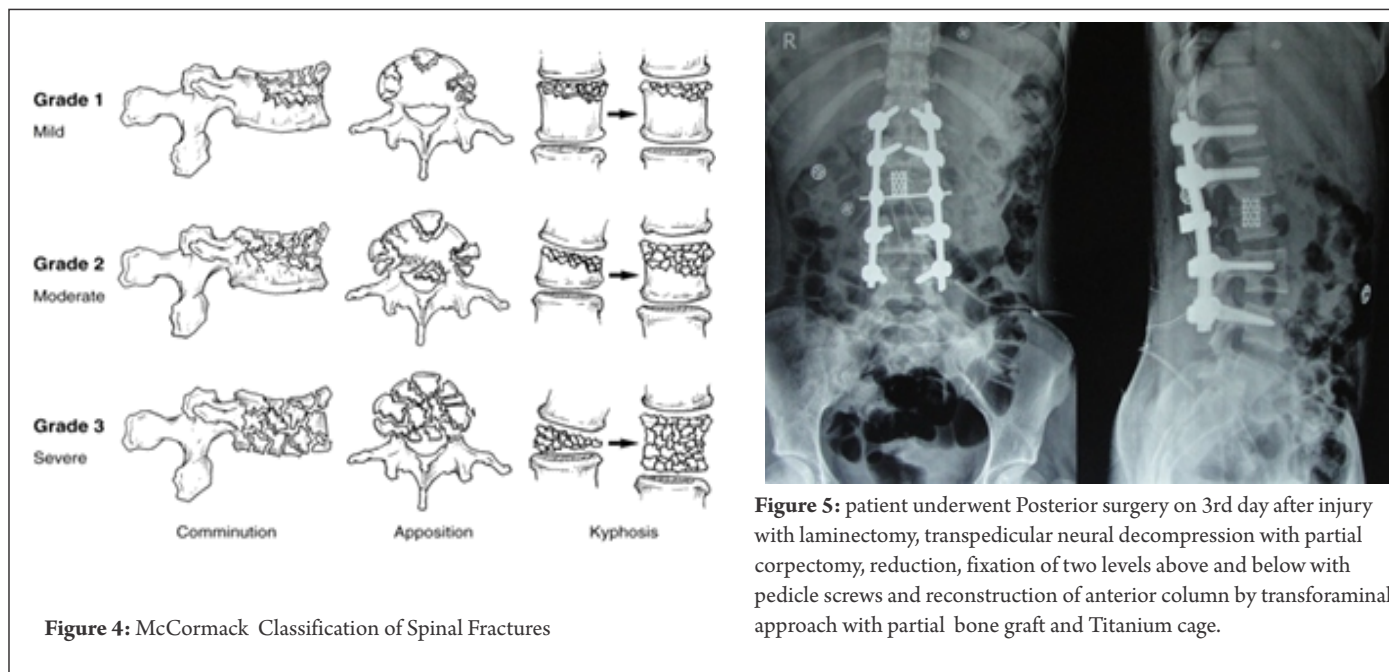 Grade 1
Mild
Grade 2
Moderate
Grade 3
Severe
Comminution
Apposition
Kyphosis
Figure 4: McCormack Classification of Spinal Fractures
R
Figure 5: patient underwent Posterior surgery on 3rd day after injury
with laminectomy, transpedicular neural decompression with partial
corpectomy, reduction, fixation of two levels above and below with
pedicle screws and reconstruction of anterior column by transforaminal
approach with partial bone graft and Titanium cage.